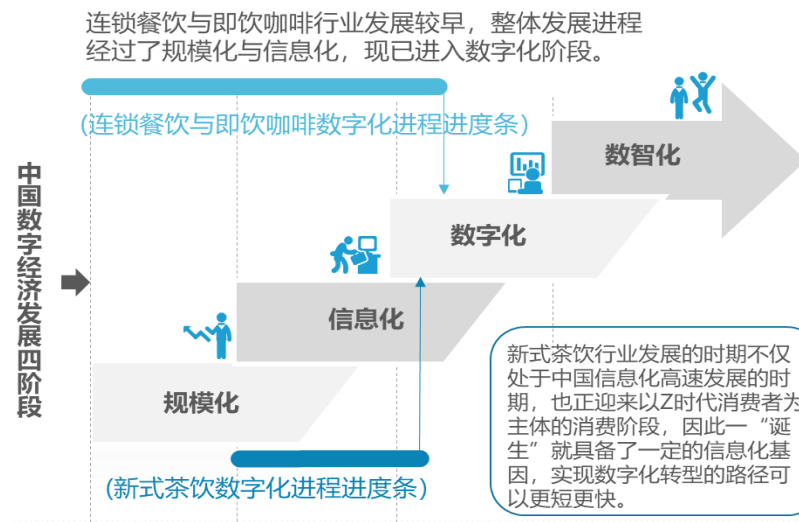 连锁餐饮与即饮咖啡行业发展较早，整体发展进程
经过了规模化与信息化，现已进入数字化阶段。
(连锁餐饮与即饮咖啡数字化进程进度条)
数智化
中国数字经济发展四阶段
数字化
信息化
规模化
新式茶饮行业发展的时期不仅
处于中国信息化高速发展的时
期，也正迎来以Z时代消费者为
主体的消费阶段，因此一“诞
生”就具备了一定的信息化基
因，实现数字化转型的路径可
以更短更快。
(新式茶饮数字化进程进度条)